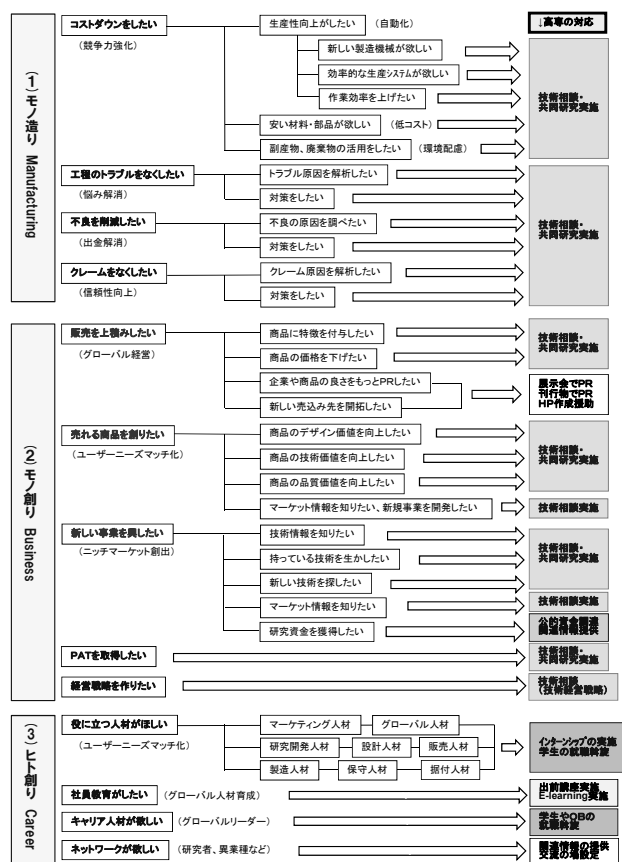 ↓高専の対応
(1)モノ造り Manufacturing
コストダウンをしたい
(競争力強化)
生産性向上がしたい (自動化)
新しい製造機械が欲しい
効率的な生産システムが欲しい
作業効率を上げたい
安い材料・部品が欲しい (低コスト)
副産物、廃棄物の活用をしたい (環境配慮)
技術相談・
共同研究実施
工程のトラブルをなくしたい
(悩み解消)
トラブル原因を解析したい
対策をしたい
不良を削減したい
(出金解消)
不良の原因を調べたい
対策をしたい
クレームをなくしたい
(信頼性向上)
クレーム原因を解析したい
対策をしたい
技術相談・
共同研究実施
(2)モノ創り Business
販売を上積みしたい
(グローバル経営)
商品に特徴を付与したい
商品の価格を下げたい
技術相談・
共同研究実施
企業や商品の良さをもっとPRしたい
新しい売込み先を開拓したい
展示会でPR
刊行物でPR
HP作成援助
売れる商品を創りたい
(ユーザーニーズマッチ化)
商品のデザイン価値を向上したい
商品の技術価値を向上したい
商品の品質価値を向上したい
技術相談・
共同研究実施
マーケット情報を知りたい、新規事業を開発したい
技術相談実施
新しい事業を興したい
(ニッチマーケット創出)
技術情報を知りたい
持っている技術を生かしたい
新しい技術を探したい
技術相談・
共同研究実施
マーケット情報を知りたい
技術相談実施
研究資金を獲得したい
公的資金関連
関連情報提供
PATを取得したい
技術相談・
共同研究実施
経営戦略を作りたい
技術相談
(技術経営戦略)
(3)ヒト創り Career
役に立つ人材がほしい
(ユーザーニーズマッチ化)
マーケティング人材
グローバル人材
研究開発人材
設計人材
販売人材
製造人材
保守人材
据付人材
インターンシップの実施
学生の就職斡旋
社員教育がしたい (グローバル人材育成)
出前講座実施
E-learning実施
キャリア人材が欲しい (グローバルリーダー)
学生やOBの
就職斡旋
ネットワークが欲しい (研究者、異業種など)
関連情報の提供
交流の場設定